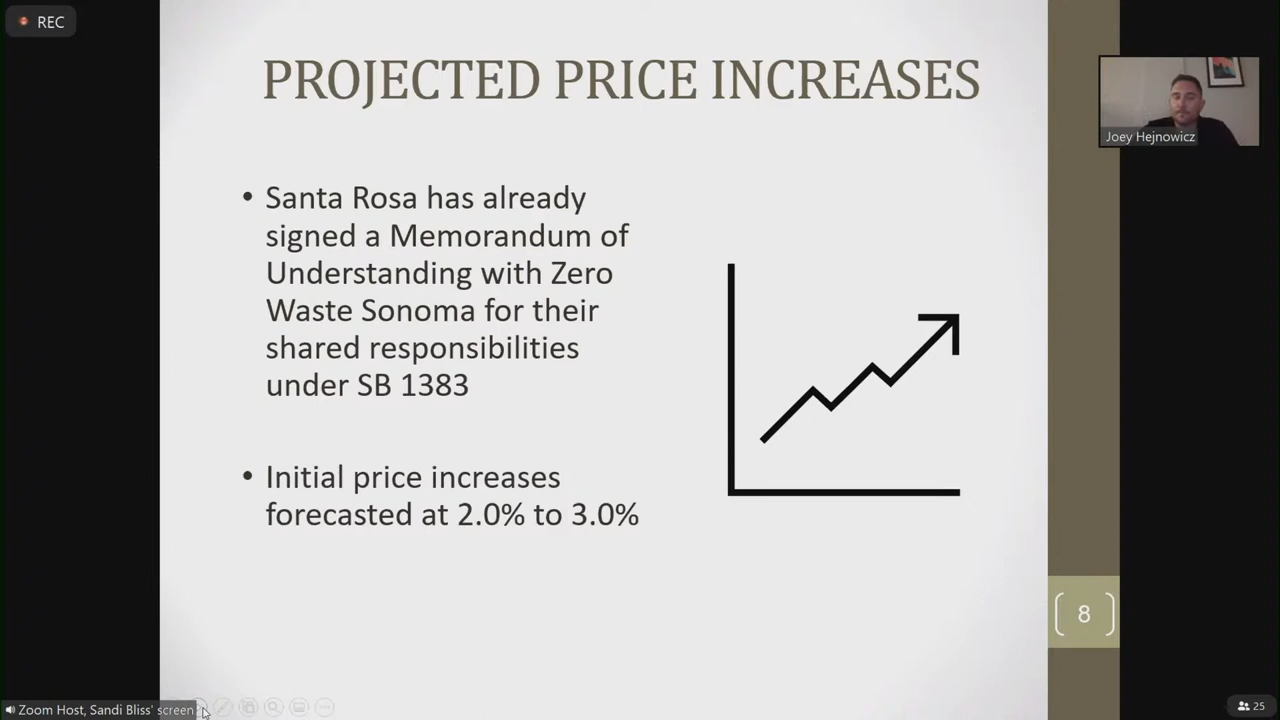 REC
PROJECTED PRICE INCREASES
Joey Hejnowicz
• Santa Rosa has already
signed a Memorandum of
Understanding with Zero
Waste Sonoma for their
shared responsibilities
under SB 1383
• Initial price increases
forecasted at 2.0% to 3.0%
8
Zoom Host, Sandi Bliss' screen
25